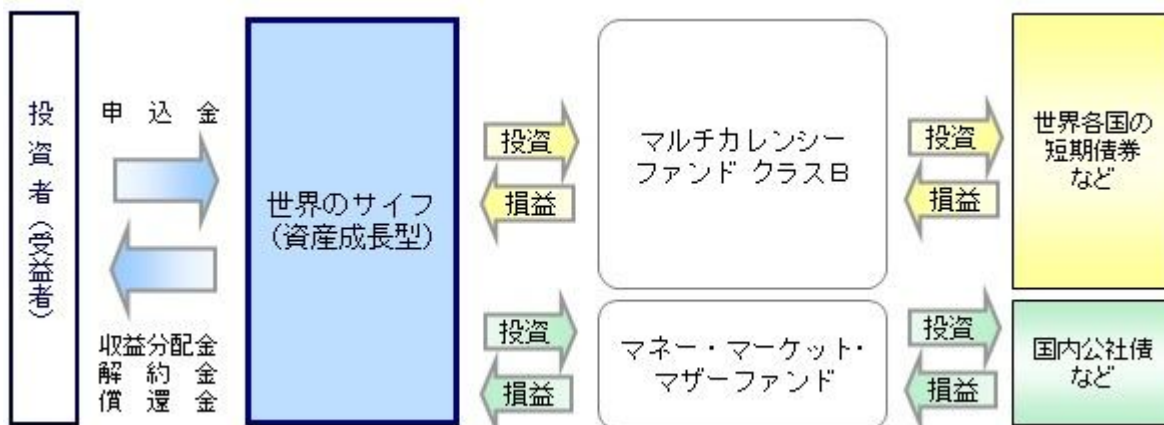 投資者（受益者）
申込金
収益分配金
解約金
償還金
世界のサイフ
（資産成長型）
投資
損益
マルチカレンシー
ファンド クラスB
投資
損益
世界各国の
短期債券
など
投資
損益
マネー・マーケット・
マザーファンド
投資
損益
国内公社債
など